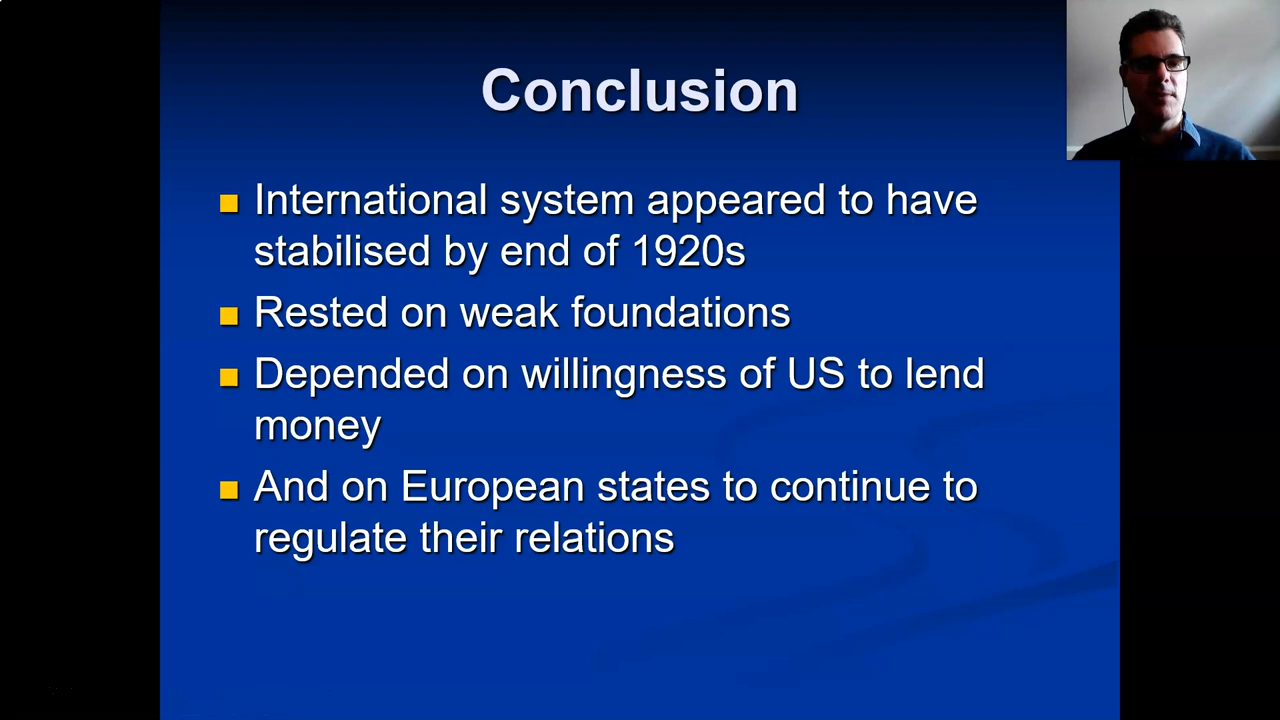 Conclusion
International system appeared to have
stabilised by end of 1920s
Rested on weak foundations
Depended on willingness of US to lend
money
And on European states to continue to
regulate their relations